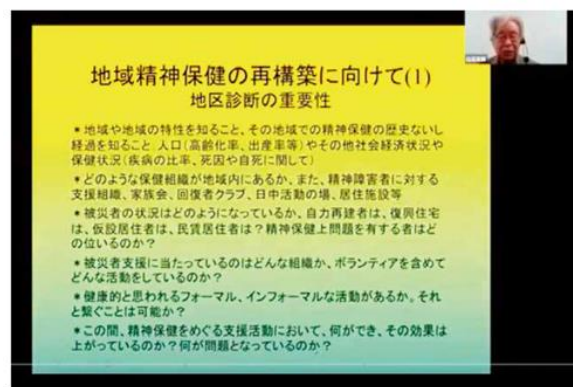 地域精神保健の再構築に向けて(1)
地区診断の重要性
＊地域や地域の特性を知ること、その地域での精神保健の歴史ないし
経過を知ること 人口(高齢化率、出産率等)やその他社会経済状況や
保健状況(疾病の比率、死因や自死に関して)
＊どのような保健組織が地域内にあるか、また、精神障害者に対する
支援組織、家族会、回復者クラブ、日中活動の場、居住施設等
＊被災者の状況はどのようになっているか、自力再建者は、復興住宅
は、仮設居住者は、民賃居住者は？精神保健上問題を有する者はど
の位いるのか？
＊被災者支援に当たっているのはどんな組織か、ボランティアを含めて
どんな活動をしているのか？
＊健康的と思われるフォーマル、インフォーマルな活動があるか。それ
と繋ぐことは可能か？
＊この間、精神保健をめぐる支援活動において、何ができ、その効果は
上がっているのか？何が問題となっているのか？